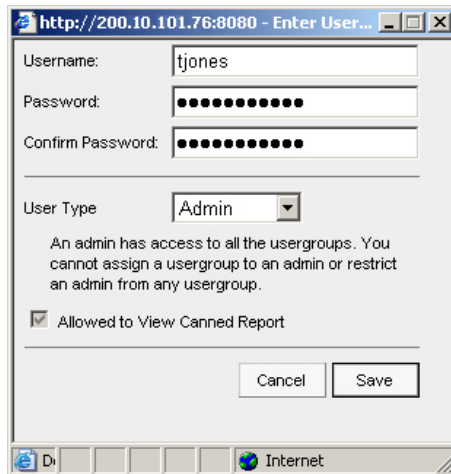 http://200.10.101.76:8080 - Enter User...
Username:
tjones
Password:
●●●●●●●●●●●
Confirm Password:
●●●●●●●●●●●
User Type
Admin
An admin has access to all the usergroups. You
cannot assign a usergroup to an admin or restrict
an admin from any usergroup.
Allowed to View Canned Report
Cancel
Save
Internet